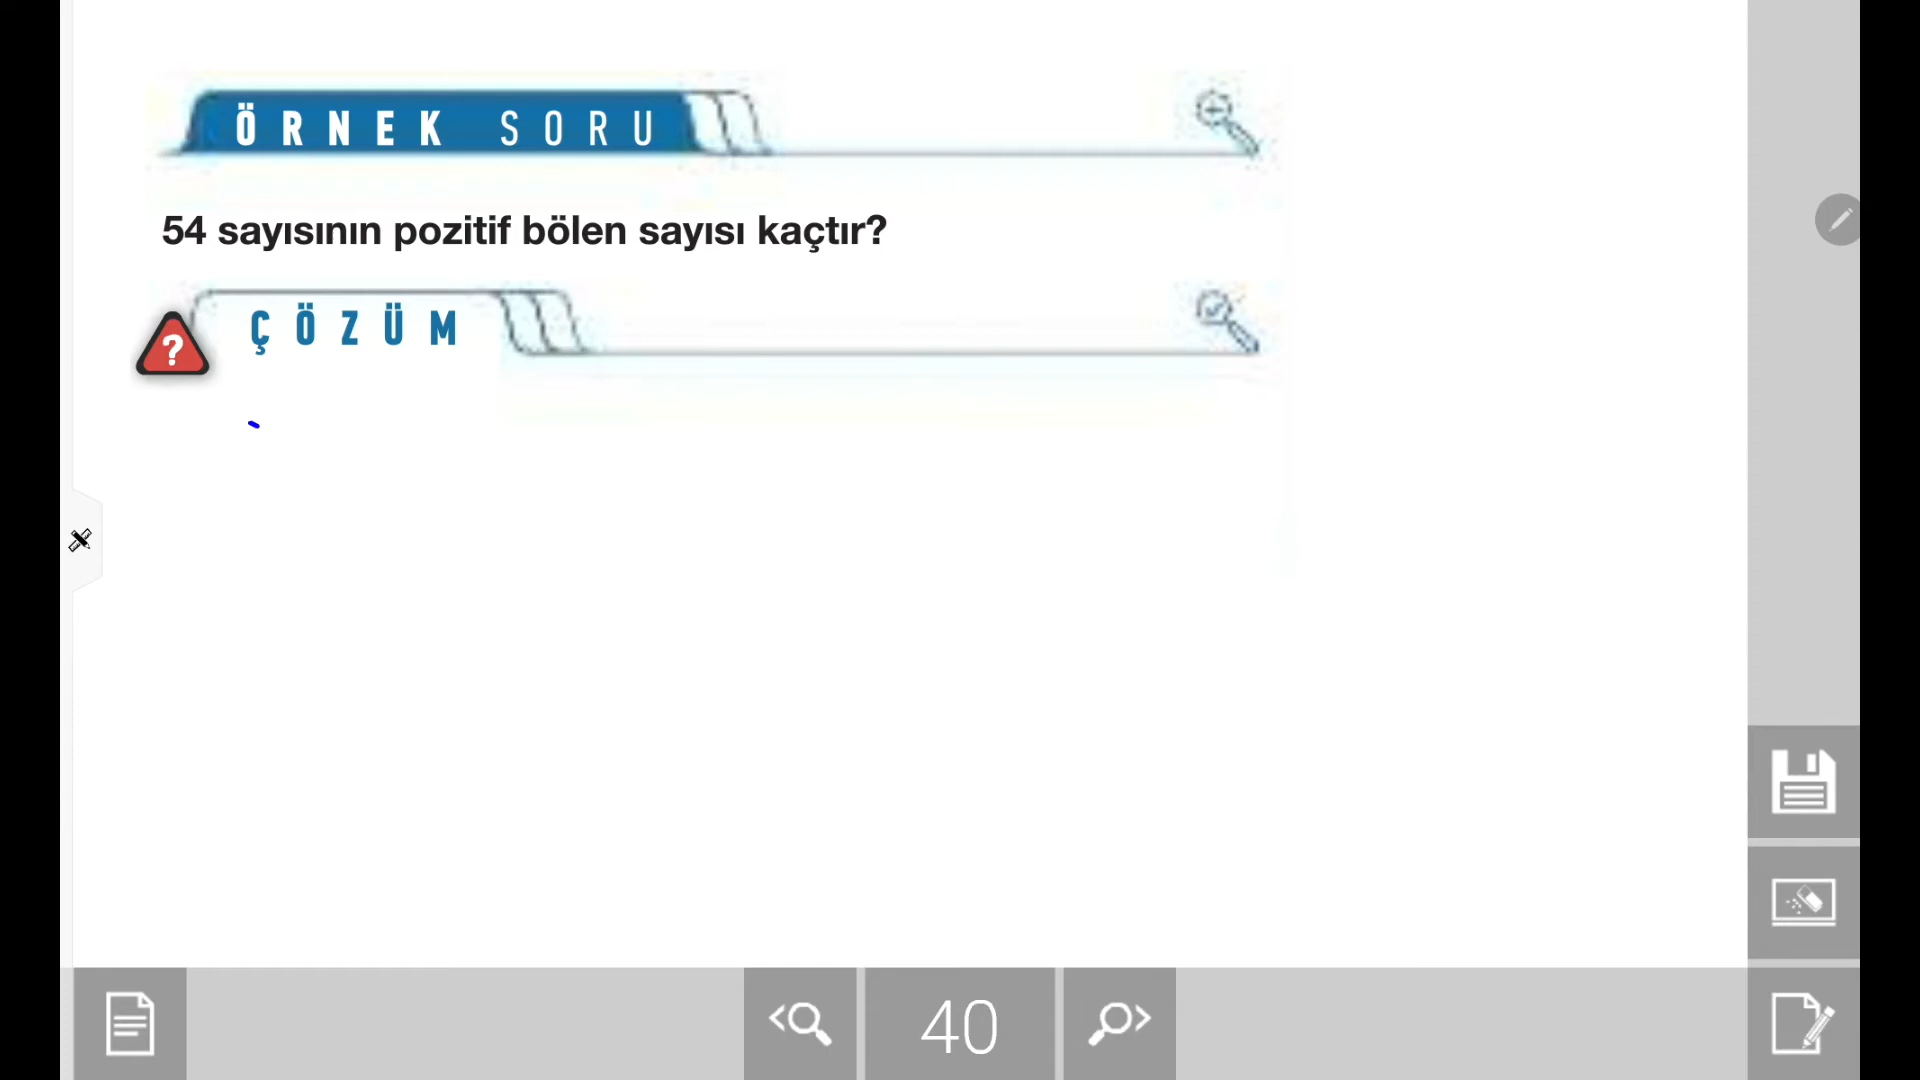 ÖRNEK SORU
54 sayısının pozitif bölen sayısı kaçtır?
?
ÇÖZÜM
40